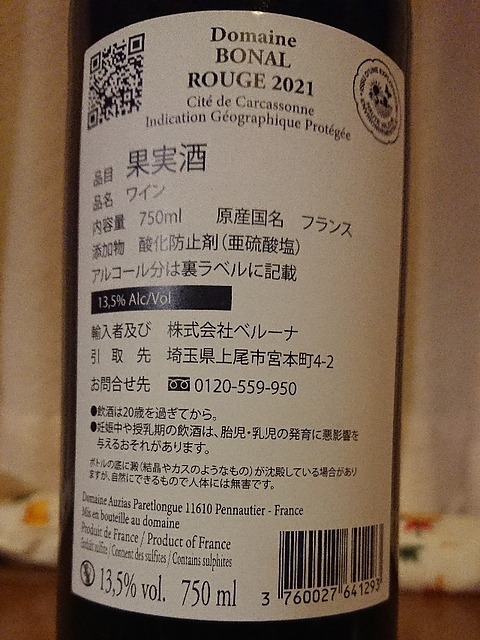 Domaine
BONAL
ROUGE 2021
Cité de Carcassonne
Indication Géographique Protégée
品目 果実酒
品名 ワイン
内容量 750ml 原産国名 フランス
添加物 酸化防止剤(亜硫酸塩)
アルコール分は裏ラベルに記載
13,5% Alc/Vol
輸入者及び 株式会社ベルーナ
引取先 埼玉県上尾市宮本町4-2
お問合せ先 0120-559-950
●飲酒は20歳を過ぎてから。
●妊娠中や授乳期の飲酒は、胎児・乳児の発育に悪影響を
与えるおそれがあります。
ボトルの底に澱(結晶やカスのようなもの)が沈殿している場合があり
ますが、自然にできるもので人体には無害です。
Domaine Auzias Paretlongue 11610 Pennautier - France
Mis en bouteille au domaine
Produit de France / Product of France
Enthält sulfite / Contient des sulfites / Contains sulphites
13,5% vol. 750 ml
3 760027 641293